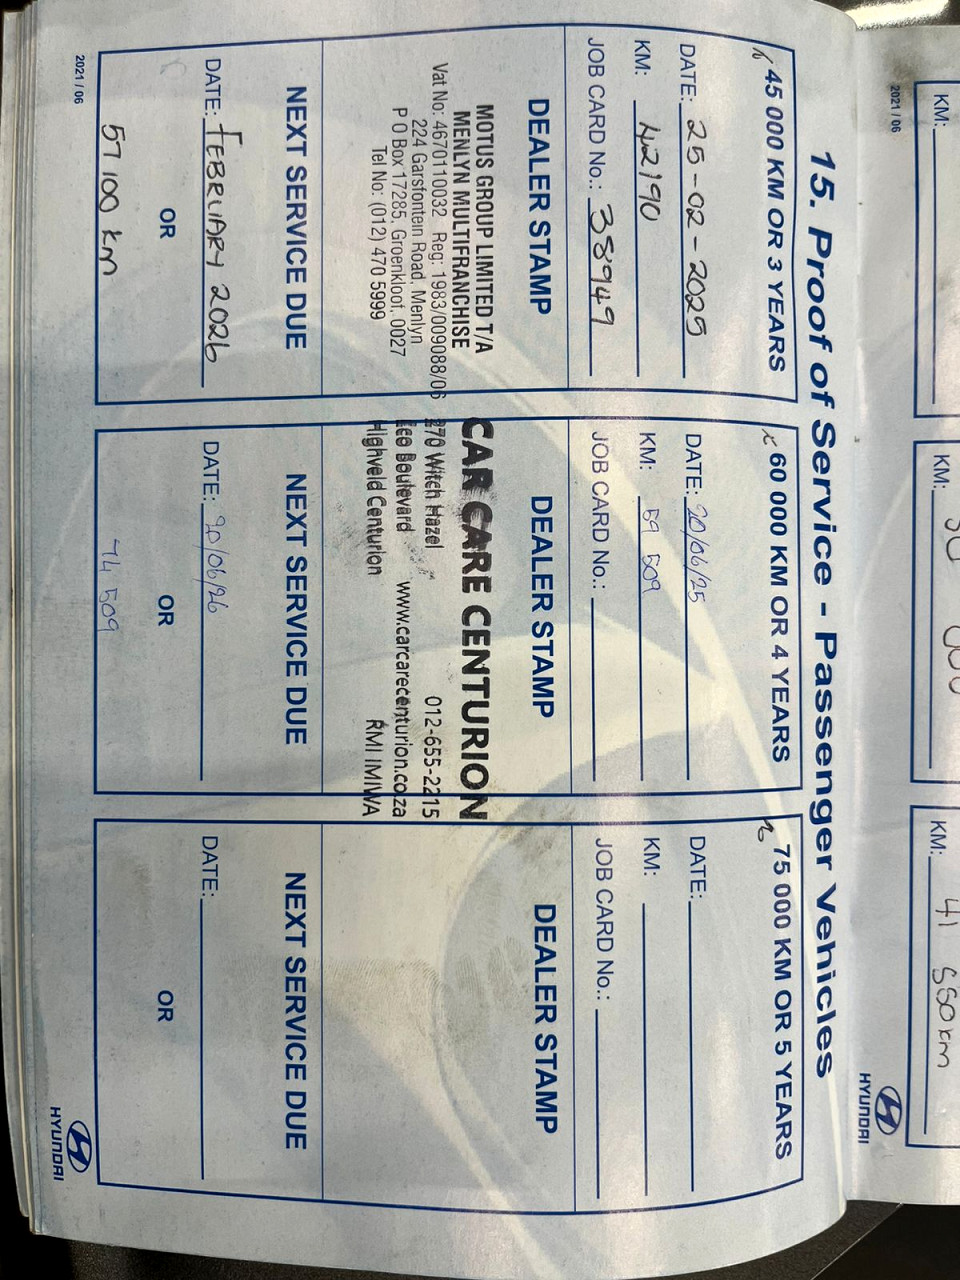 KM:
30 000
KM:
KM: 41 550km
2021 / 06
HYUNDAI
15. Proof of Service - Passenger Vehicles
45 000 KM OR 3 YEARS
DATE: 25-02-2025
KM: 42190
JOB CARD No.: 38949
DEALER STAMP
MOTUS GROUP LIMITED T/A
MENLYN MULTIFRANCHISE
Vat No: 4670110032 Reg: 1983/009088/06
224 Garsfontein Road, Menlyn
P O Box 17285, Groenkloof, 0027
Tel No: (012) 470 5999
NEXT SERVICE DUE
DATE: FEBRUARY 2026
OR
57100 km
60 000 KM OR 4 YEARS
DATE: 20/06/25
KM: 59 509
JOB CARD No.:
DEALER STAMP
CAR CARE CENTURION
270 Witch Hazel 012-655-2215
Eco Boulevard www.carcarecenturion.co.za
Highveld Centurion RMI IMIWA
NEXT SERVICE DUE
DATE: 20/06/26
OR
74 509
75 000 KM OR 5 YEARS
DATE:
KM:
JOB CARD No.:
DEALER STAMP
NEXT SERVICE DUE
DATE:
OR
2021 / 06
HYUNDAI